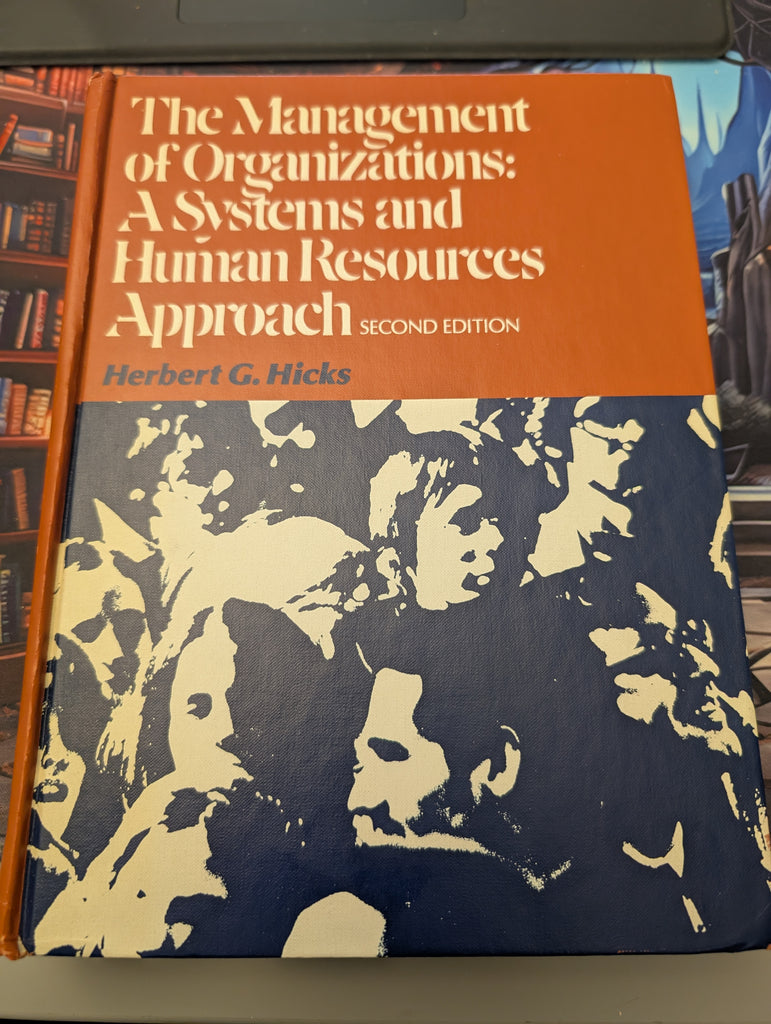 The Management
of Organizations:
A Systems and
Human Resources
Approach SECOND EDITION
Herbert G. Hicks